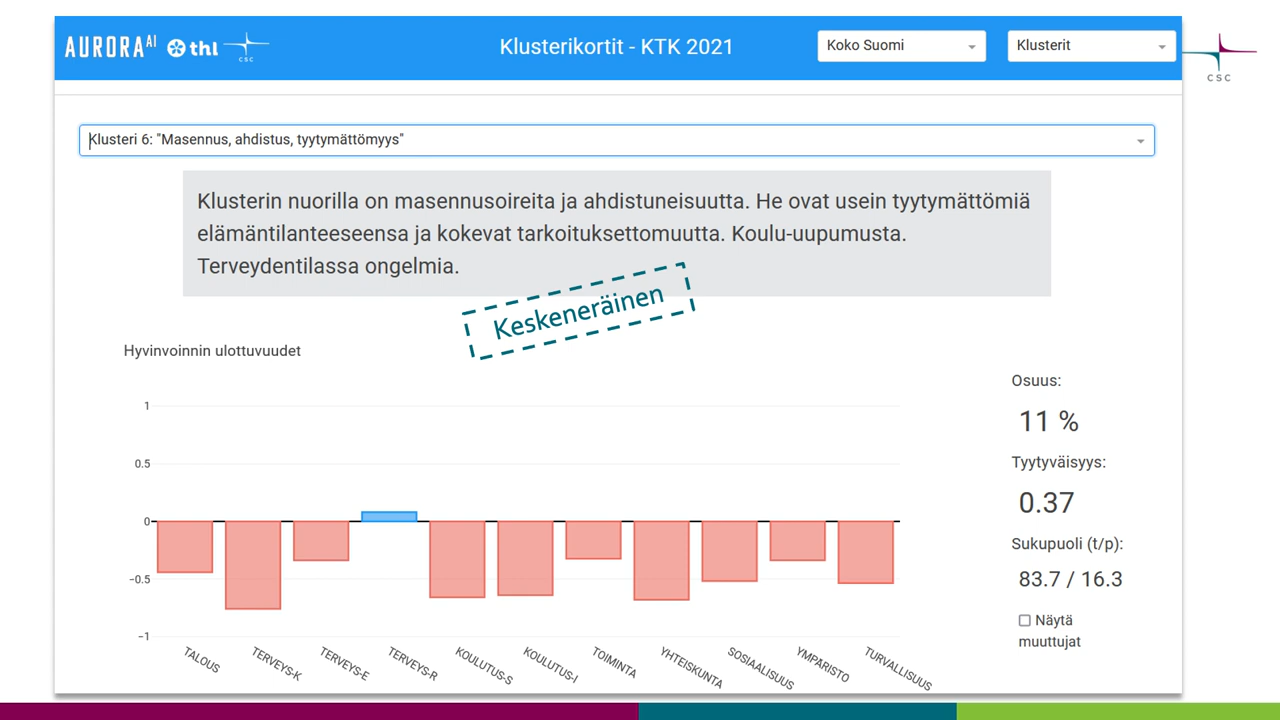 AURORA AI thl CSC
Klusterikortit - KTK 2021
Koko Suomi
Klusterit
CSC
Klusteri 6: "Masennus, ahdistus, tyytymättömyys"
Klusterin nuorilla on masennusoireita ja ahdistuneisuutta. He ovat usein tyytymättömiä
elämäntilanteeseensa ja kokevat tarkoituksettomuutta. Koulu-uupumusta.
Terveydentilassa ongelmia.
Keskeneräinen
Hyvinvoinnin ulottuvuudet
1
0.5
0
−0.5
−1
TALOUS
TERVEYS-K
TERVEYS-E
TERVEYS-R
KOULUTUS-S
KOULUTUS-I
TOIMINTA
YHTEISKUNTA
SOSIAALISUUS
YMPARISTO
TURVALLISUUS
Osuus:
11 %
Tyytyväisyys:
0.37
Sukupuoli (t/p):
83.7 / 16.3
Näytä
muuttujat